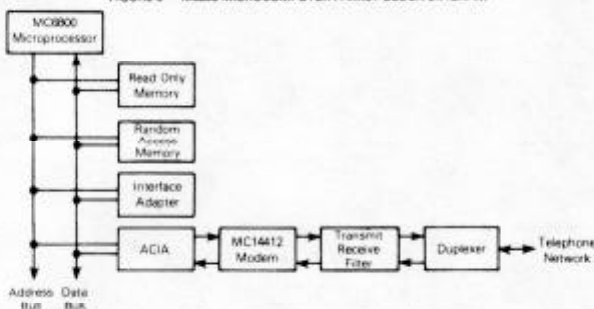 MC6800
Microprocessor
Read Only
Memory
Random
Access
Memory
Interface
Adapter
ACIA
MC14412
Modem
Transmit
Receive
Filter
Duplexer
Telephone
Network
Address
Bus
Data
Bus